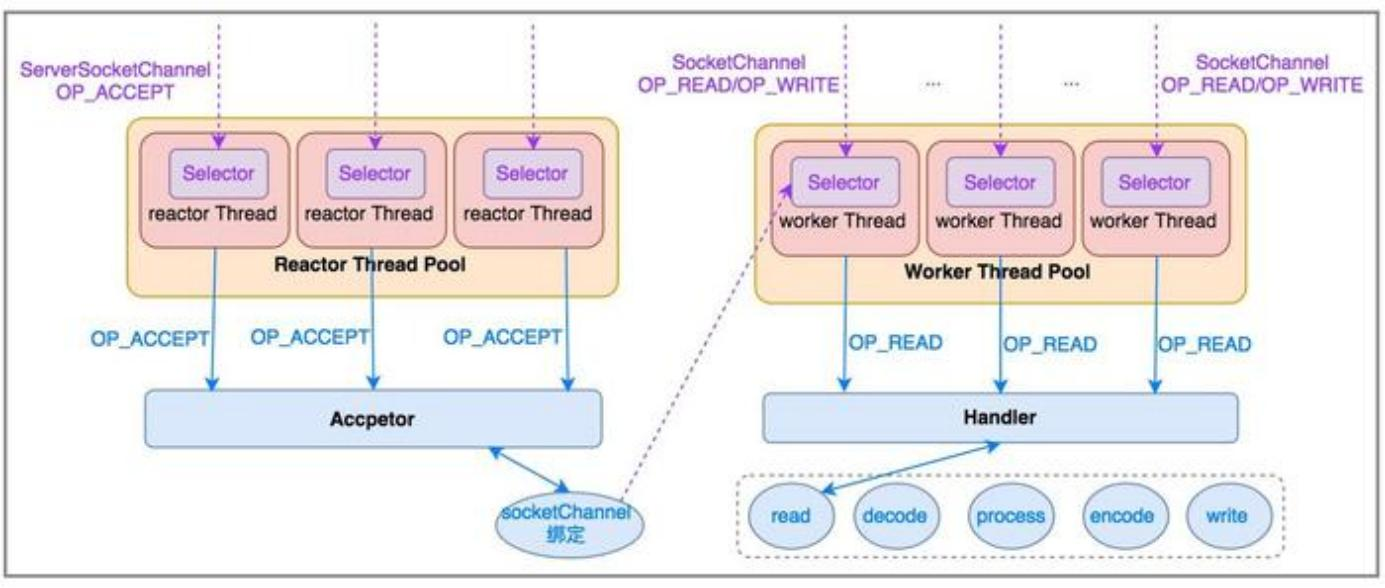 ServerSocketChannel
OP_ACCEPT
Selector
reactor Thread
Selector
reactor Thread
Selector
reactor Thread
Reactor Thread Pool
OP_ACCEPT
OP_ACCEPT
OP_ACCEPT
Accpetor
socketChannel
绑定
SocketChannel
OP_READ/OP_WRITE
...
...
SocketChannel
OP_READ/OP_WRITE
Selector
worker Thread
Selector
worker Thread
Selector
worker Thread
Worker Thread Pool
OP_READ
OP_READ
OP_READ
Handler
read
decode
process
encode
write